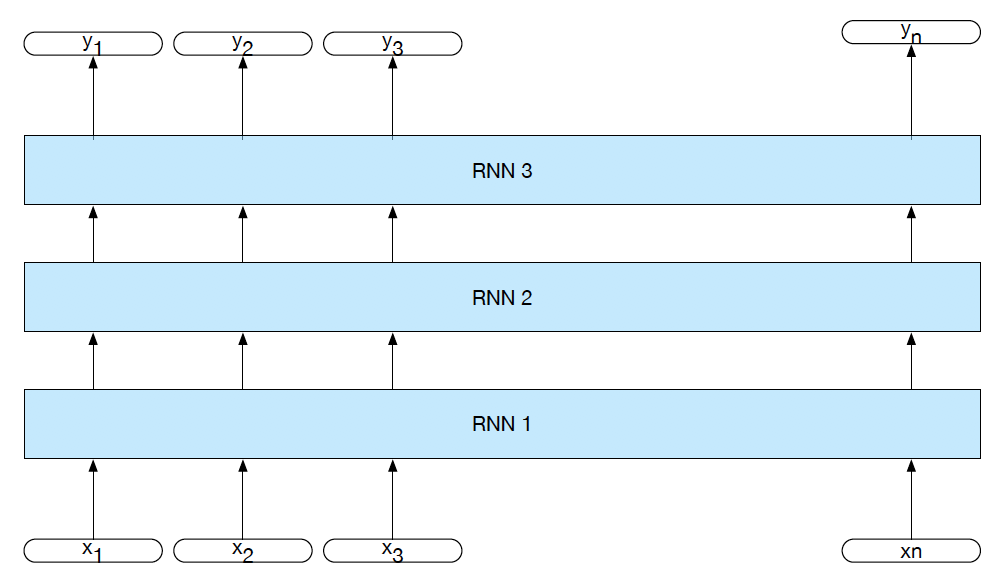 y1 y2 y3 yn
RNN 3
RNN 2
RNN 1
x1 x2 x3 xn